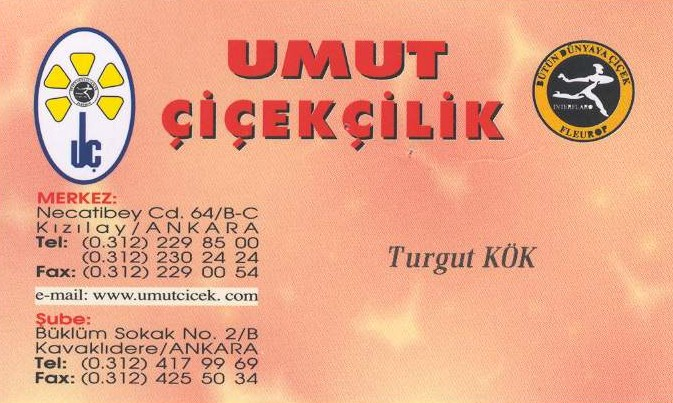 UMUT
ÇİÇEKÇİLİK
UÇ
BÜTÜN DÜNYAYA ÇİÇEK
INTERFLORA
FLEUROP
MERKEZ:
Necatibey Cd. 64/B-C
Kızılay/ANKARA
Tel: (0.312) 229 85 00
(0.312) 230 24 24
Fax: (0.312) 229 00 54
e-mail: www.umutcicek. com
Turgut KÖK
Şube:
Büklüm Sokak No. 2/B
Kavaklıdere/ANKARA
Tel: (0.312) 417 99 69
Fax: (0.312) 425 50 34